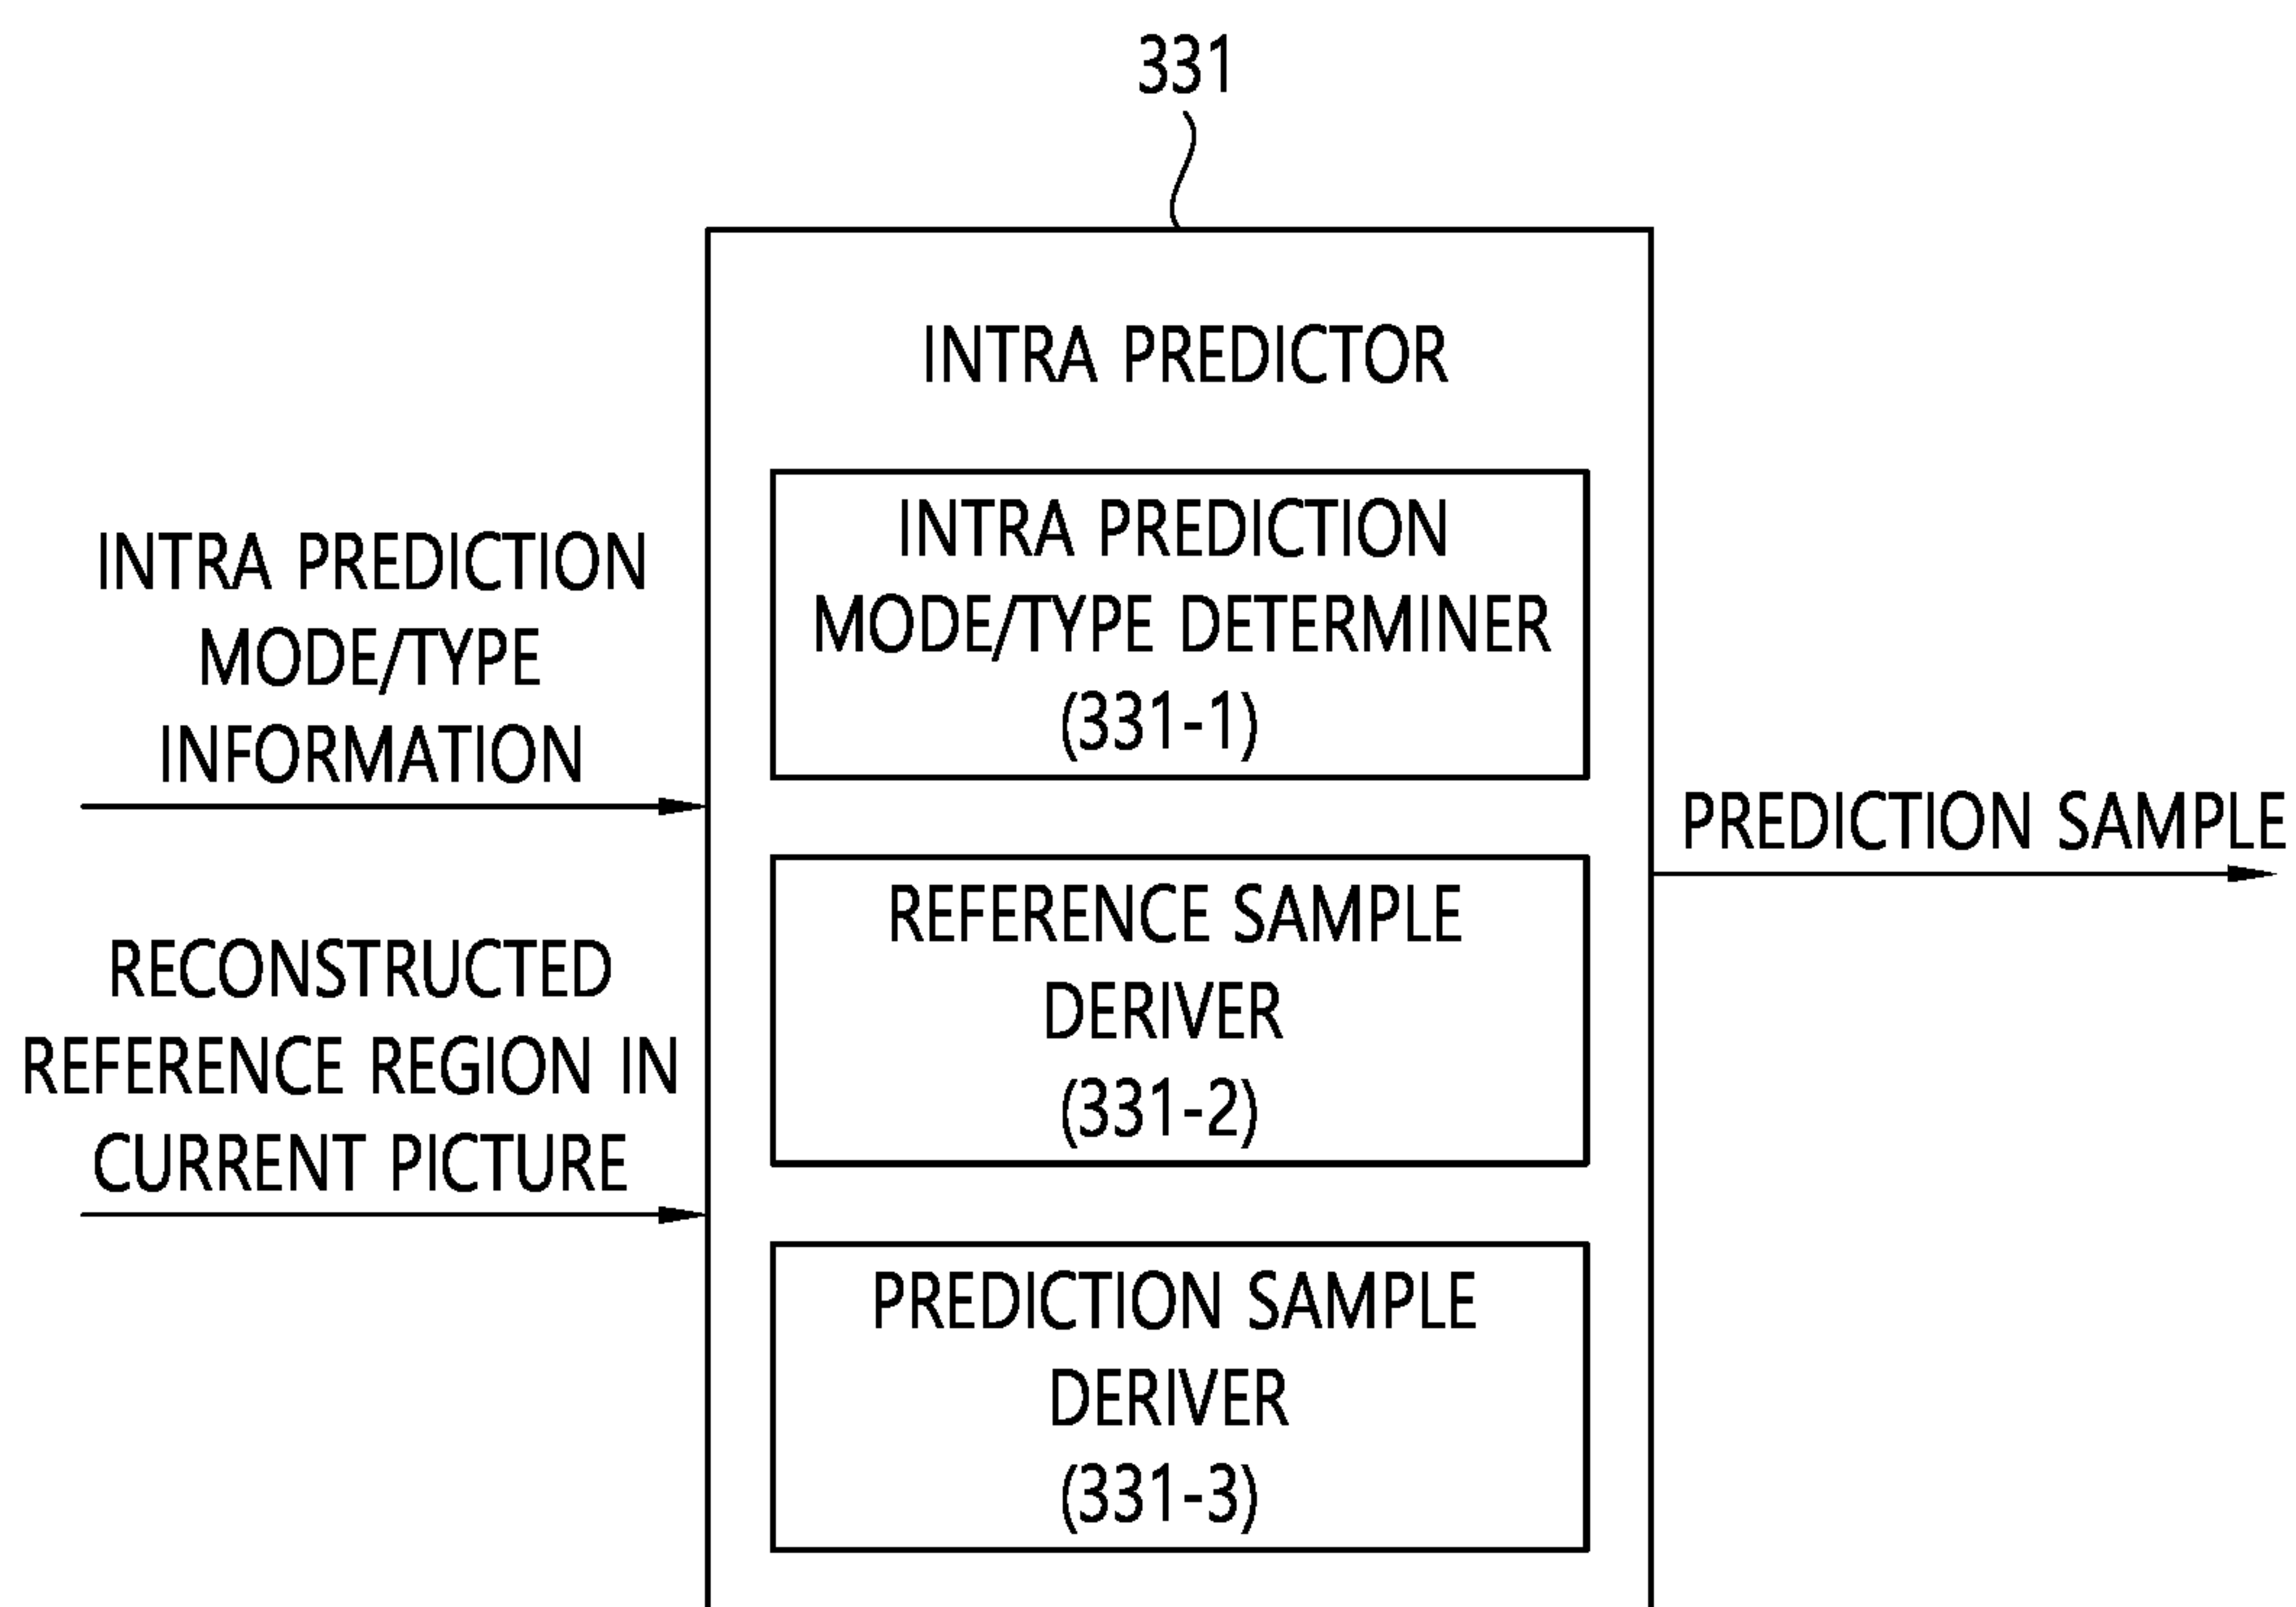 331
INTRA PREDICTOR
INTRA PREDICTION
MODE/TYPE DETERMINER
(331-1)
INTRA PREDICTION
MODE/TYPE
INFORMATION
REFERENCE SAMPLE
DERIVER
(331-2)
RECONSTRUCTED
REFERENCE REGION IN
CURRENT PICTURE
PREDICTION SAMPLE
DERIVER
(331-3)
PREDICTION SAMPLE